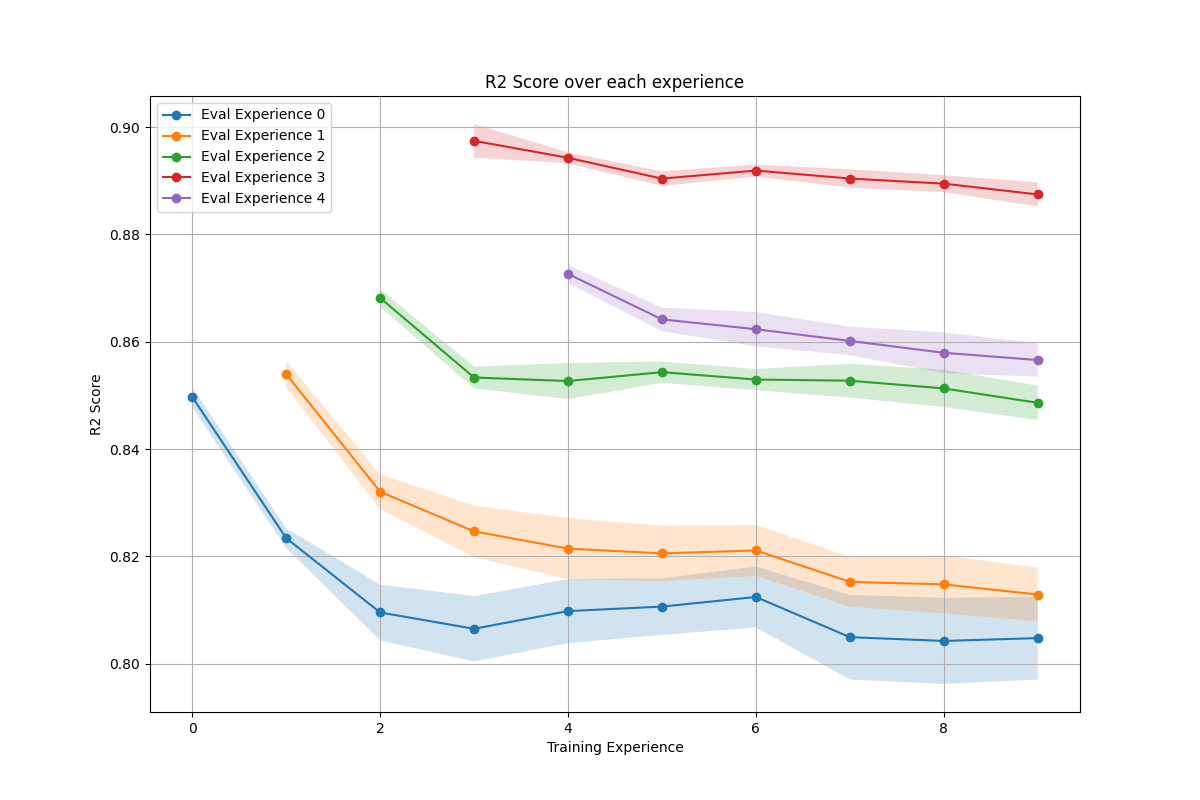 R2 Score over each experience
Eval Experience 0
Eval Experience 1
Eval Experience 2
Eval Experience 3
Eval Experience 4
0.90
0.88
0.86
0.84
0.82
0.80
R2 Score
0 2 4 6 8
Training Experience